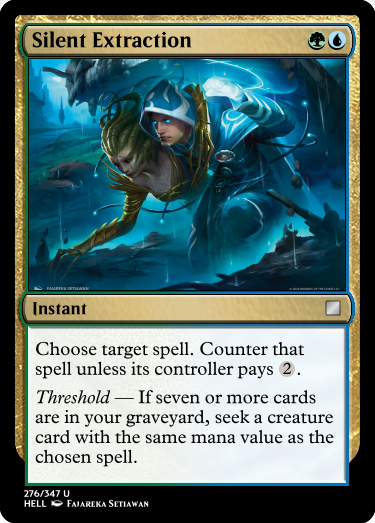 Silent Extraction
FAJAREKA SETIAWAN
Instant
Choose target spell. Counter that
spell unless its controller pays 2.
Threshold — If seven or more cards
are in your graveyard, seek a creature
card with the same mana value as the
chosen spell.
276/347 U
HELL FAJAREKA SETIAWAN